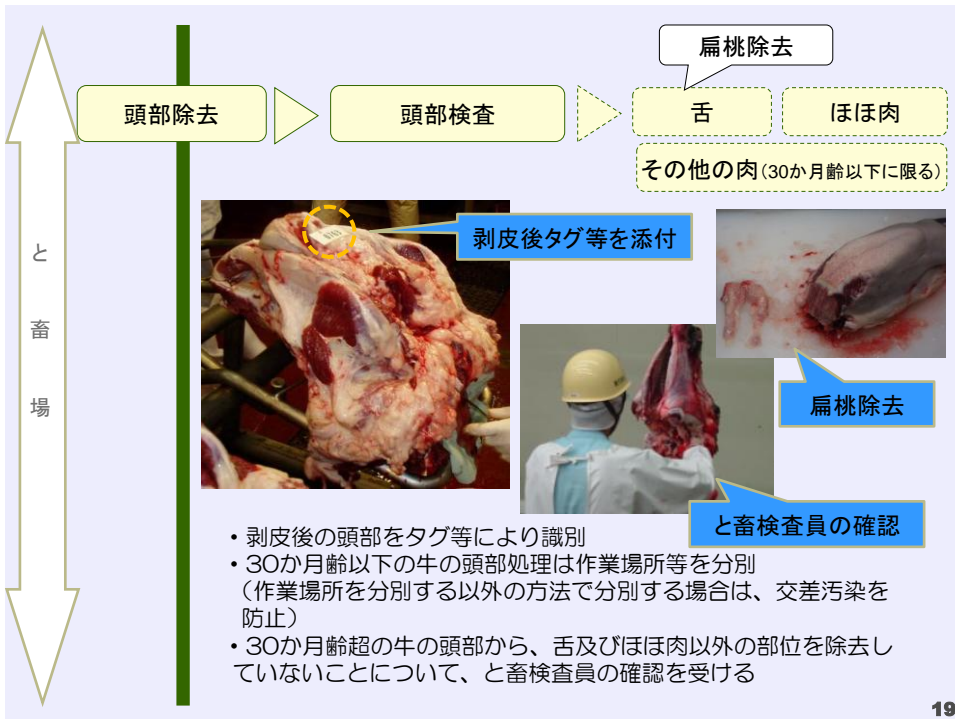 扁桃除去
頭部除去
頭部検査
舌
ほほ肉
その他の肉(30か月齢以下に限る)
と
畜
場
剥皮後タグ等を添付
扁桃除去
と畜検査員の確認
・剥皮後の頭部をタグ等により識別
・30か月齢以下の牛の頭部処理は作業場所等を分別
（作業場所を分別する以外の方法で分別する場合は、交差汚染を
防止）
・30か月齢超の牛の頭部から、舌及びほほ肉以外の部位を除去し
ていないことについて、と畜検査員の確認を受ける
19